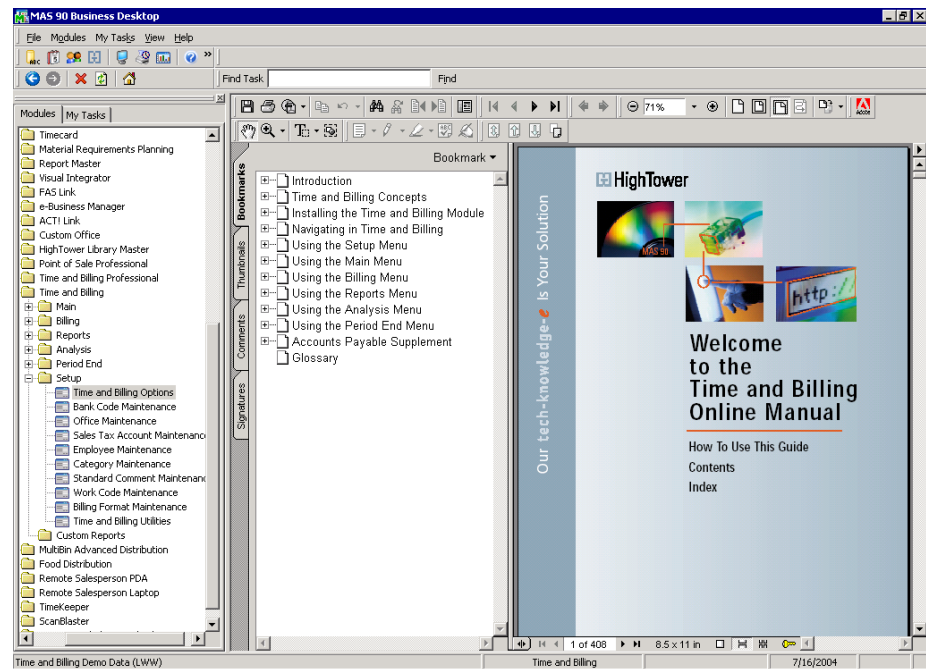 MAS 90 Business Desktop
File Modules My Tasks View Help
ABC
Find Task Find
Modules My Tasks
Timecard
Material Requirements Planning
Report Master
Visual Integrator
FAS Link
e-Business Manager
ACT! Link
Custom Office
HighTower Library Master
Point of Sale Professional
Time and Billing Professional
Time and Billing
Main
Billing
Reports
Analysis
Period End
Setup
Time and Billing Options
Bank Code Maintenance
Office Maintenance
Sales Tax Account Maintenanc
Employee Maintenance
Category Maintenance
Standard Comment Maintenanc
Work Code Maintenance
Billing Format Maintenance
Time and Billing Utilities
Custom Reports
MultiBin Advanced Distribution
Food Distribution
Remote Salesperson PDA
Remote Salesperson Laptop
TimeKeeper
ScanBlaster
71%
Adobe
Bookmarks
Thumbnails
Comments
Signatures
Bookmark
Introduction
Time and Billing Concepts
Installing the Time and Billing Module
Navigating in Time and Billing
Using the Setup Menu
Using the Main Menu
Using the Billing Menu
Using the Reports Menu
Using the Analysis Menu
Using the Period End Menu
Accounts Payable Supplement
Glossary
Our tech-knowledge-e Is Your Solution
HighTower
MAS 90
http://
Welcome
to the
Time and Billing
Online Manual
How To Use This Guide
Contents
Index
1 of 408 8.5 x 11 in
Time and Billing Demo Data (LWW) Time and Billing 7/16/2004